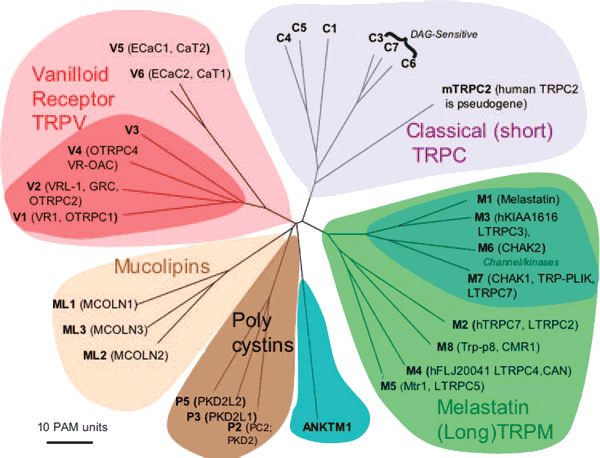 V5 (ECaC1, CaT2)
V6 (ECaC2, CaT1)
Vanilloid
Receptor
TRPV
V3
V4 (OTRPC4
VR-OAC)
V2 (VRL-1, GRC,
OTRPC2)
V1 (VR1, OTRPC1)
C4
C5
C1
C3
C7
C6
DAG-Sensitive
mTRPC2 (human TRPC2
is pseudogene)
Classical (short)
TRPC
M1 (Melastatin)
M3 (hKIAA1616
LTRPC3),
M6 (CHAK2)
Channel/kinases
M7 (CHAK1, TRP-PLIK,
LTRPC7)
M2 (hTRPC7, LTRPC2)
M8 (Trp-p8, CMR1)
M4 (hFLJ20041 LTRPC4,CAN)
M5 (Mtr1, LTRPC5)
Melastatin
(Long)TRPM
Mucolipins
ML1 (MCOLN1)
ML3 (MCOLN3)
ML2 (MCOLN2)
Poly
cystins
P5 (PKD2L2)
P3 (PKD2L1)
P2 (PC2;
PKD2)
ANKTM1
10 PAM units